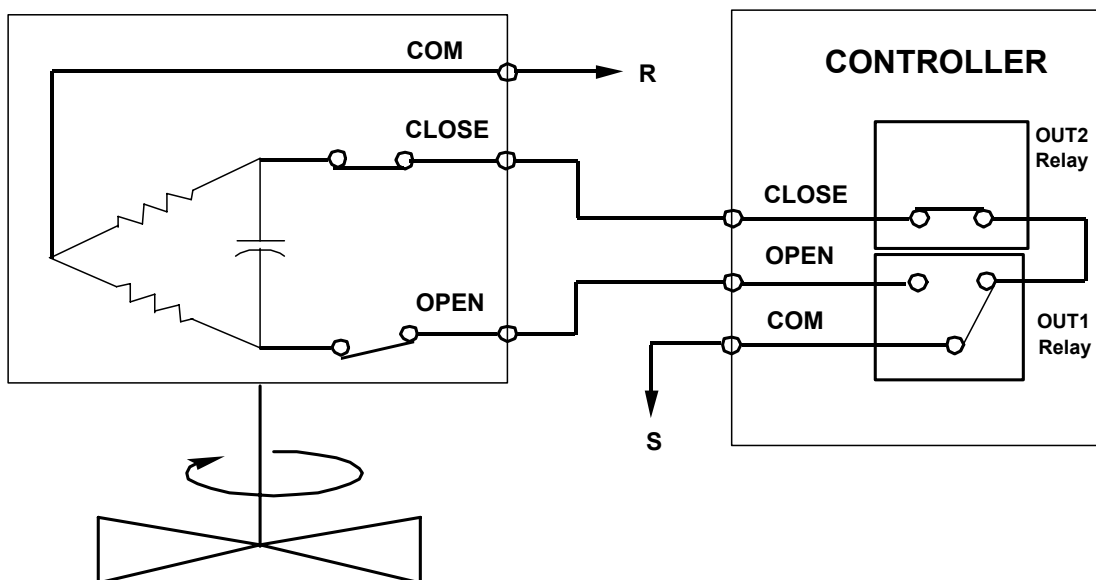 COM
R
CLOSE
OPEN
CONTROLLER
OUT2
Relay
CLOSE
OPEN
COM
OUT1
Relay
S